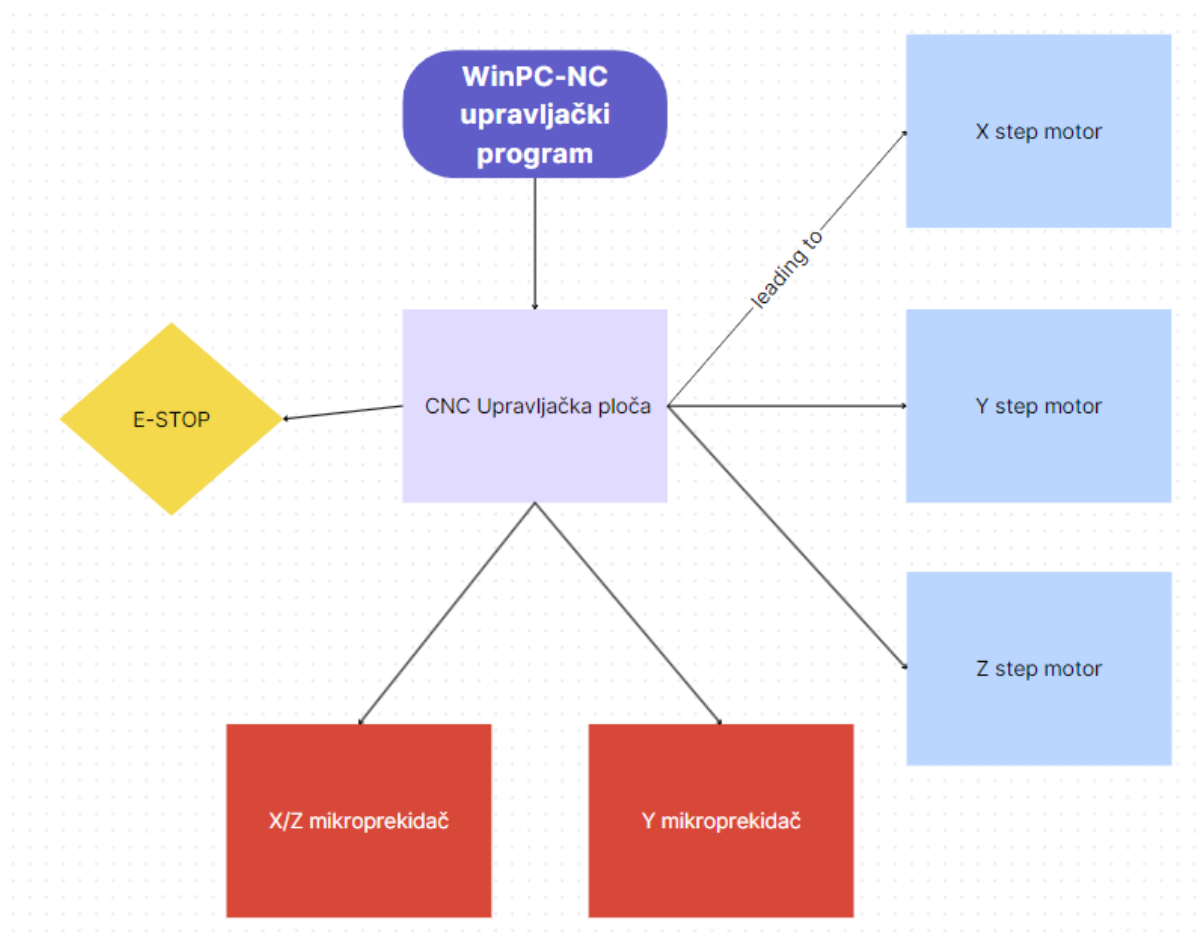 WinPC-NC
upravljački
program
X step motor
leading to
E-STOP
CNC Upravljačka ploča
Y step motor
Z step motor
X/Z mikroprekidač
Y mikroprekidač